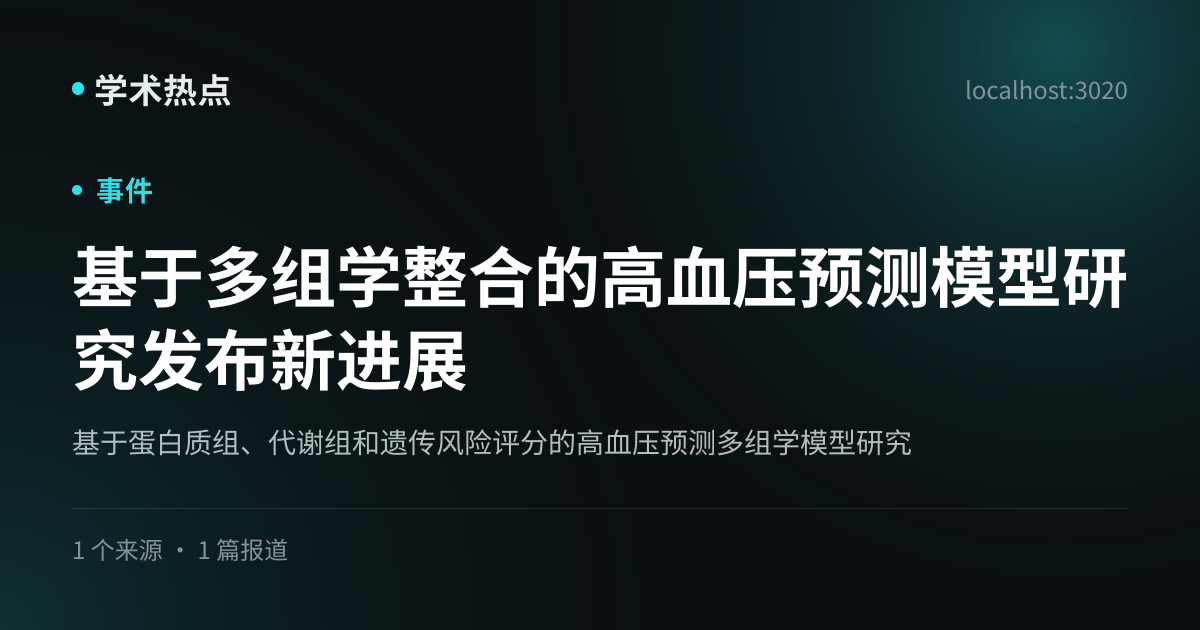 学术热点
localhost:3020
事件
基于多组学整合的高血压预测模型研
究发布新进展
基于蛋白质组、代谢组和遗传风险评分的高血压预测多组学模型研究
1 个来源 · 1 篇报道